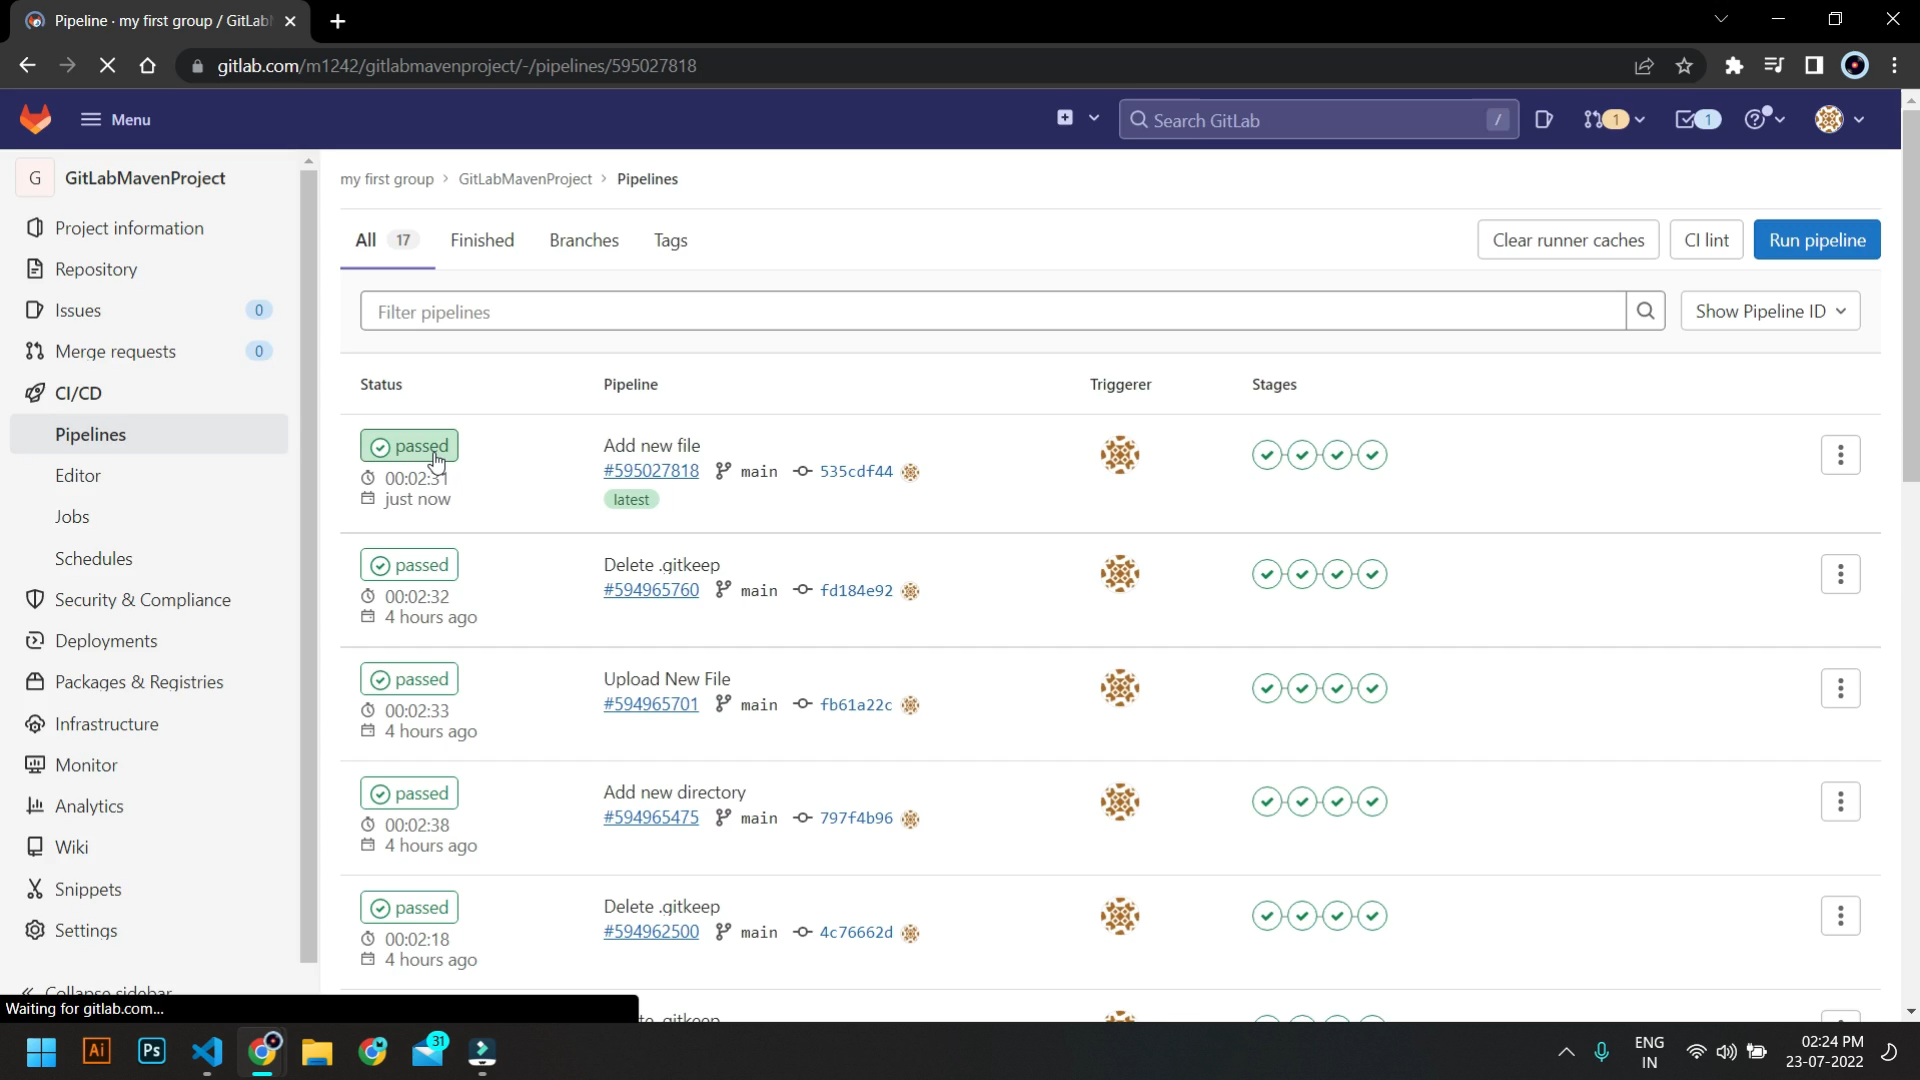 Pipeline · my first group / GitLab
gitlab.com/m1242/gitlabmavenproject/-/pipelines/595027818
Menu
Search GitLab
/
1
1
G GitLabMavenProject
Project information
Repository
Issues 0
Merge requests 0
CI/CD
Pipelines
Editor
Jobs
Schedules
Security & Compliance
Deployments
Packages & Registries
Infrastructure
Monitor
Analytics
Wiki
Snippets
Settings
Collapse sidebar
Waiting for gitlab.com...
my first group › GitLabMavenProject › Pipelines
All 17 Finished Branches Tags
Clear runner caches CI lint Run pipeline
Filter pipelines
Show Pipeline ID
Status Pipeline Triggerer Stages
passed Add new file
00:02:31 #595027818 main 535cdf44
just now latest
passed Delete .gitkeep
00:02:32 #594965760 main fd184e92
4 hours ago
passed Upload New File
00:02:33 #594965701 main fb61a22c
4 hours ago
passed Add new directory
00:02:38 #594965475 main 797f4b96
4 hours ago
passed Delete .gitkeep
00:02:18 #594962500 main 4c76662d
4 hours ago
.gitkeep
Ai Ps 31
ENG
IN
02:24 PM
23-07-2022